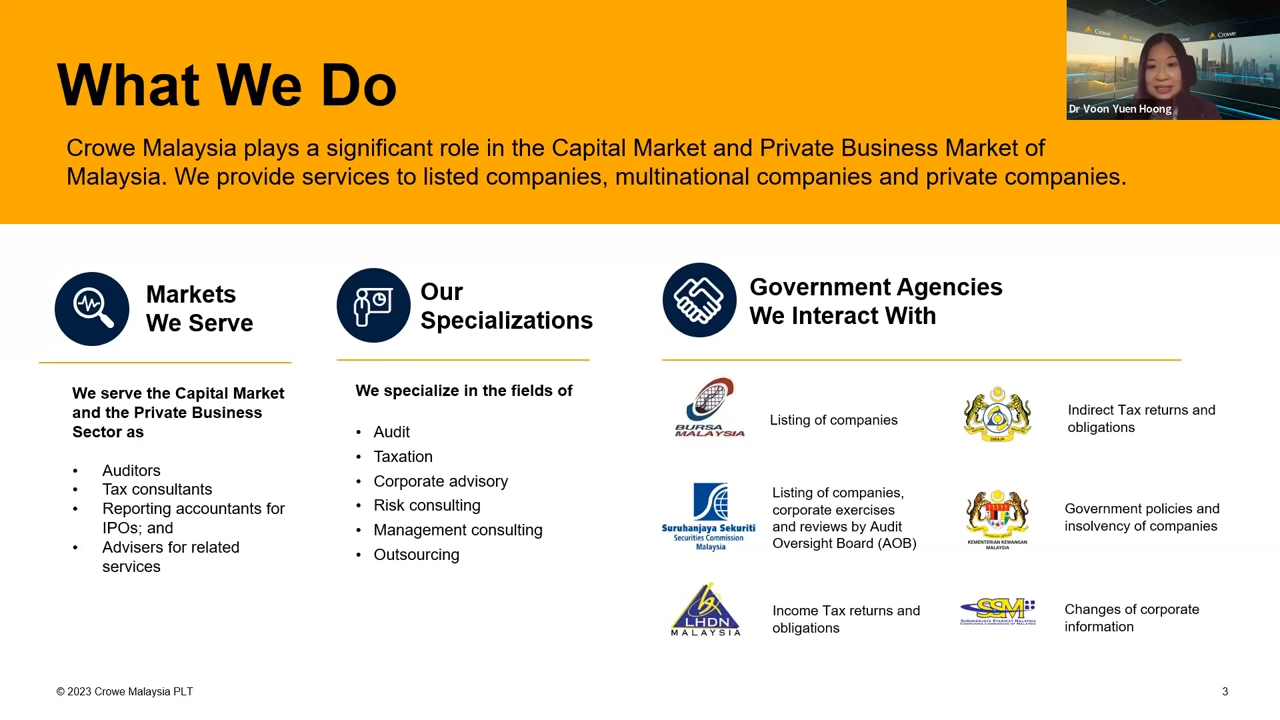 What We Do
Crowe Malaysia plays a significant role in the Capital Market and Private Business Market of
Malaysia. We provide services to listed companies, multinational companies and private companies.
Crowe
Crowe
Dr Voon Yuen Hoong
Markets
We Serve
We serve the Capital Market
and the Private Business
Sector as
• Auditors
• Tax consultants
• Reporting accountants for
IPOs; and
• Advisers for related
services
Our
Specializations
We specialize in the fields of
• Audit
• Taxation
• Corporate advisory
• Risk consulting
• Management consulting
• Outsourcing
Government Agencies
We Interact With
BURSA
MALAYSIA
Listing of companies
Indirect Tax returns and
obligations
Suruhanjaya Sekuriti
Securities Commission
Malaysia
Listing of companies,
corporate exercises
and reviews by Audit
Oversight Board (AOB)
KEMENTERIAN KEWANGAN
MALAYSIA
Government policies and
insolvency of companies
LHDN
MALAYSIA
Income Tax returns and
obligations
SSM
SURUHANJAYA SYARIKAT MALAYSIA
COMPANIES COMMISSION OF MALAYSIA
Changes of corporate
information
© 2023 Crowe Malaysia PLT
3